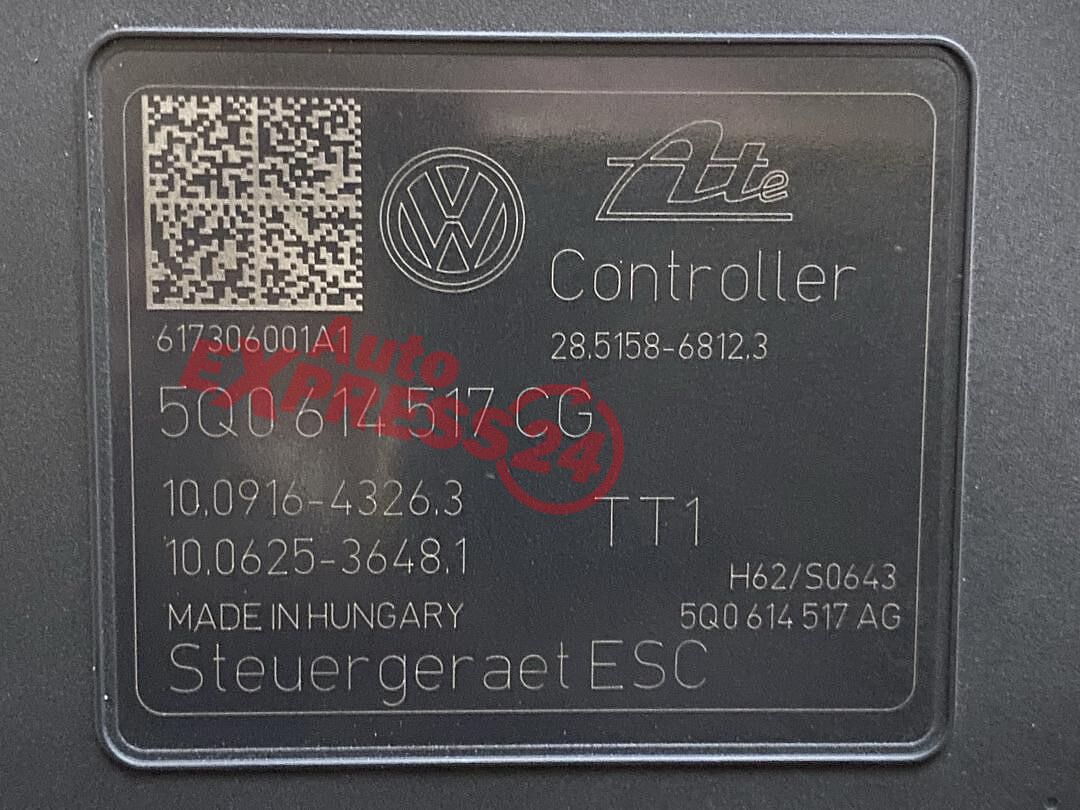 Ate
Controller
617306001A1
28.5158-6812.3
Auto
EXPRESS24
5Q0 614 517 CG
10.0916-4326.3
TT1
10.0625-3648.1
H62/S0643
MADE IN HUNGARY
5Q0 614 517 AG
Steuergeraet ESC